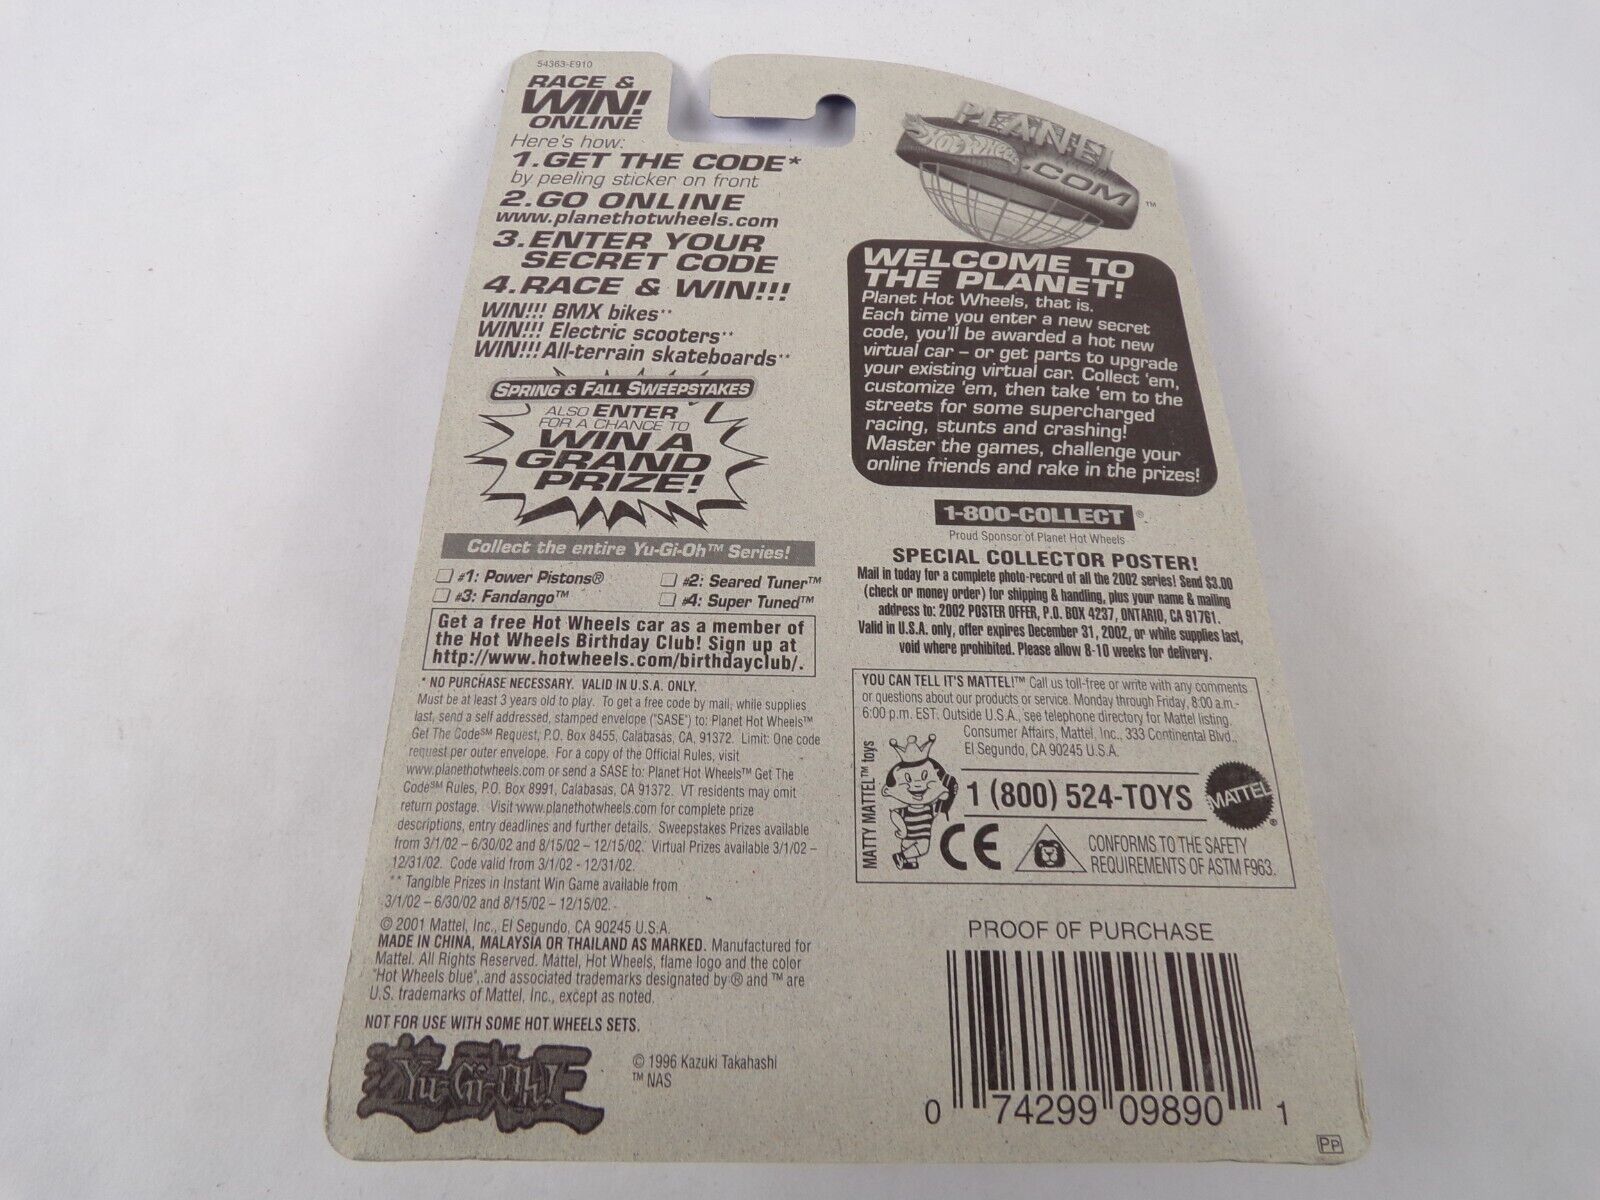 54363-E910
RACE &
WIN!
ONLINE
Here's how:
1.GET THE CODE*
by peeling sticker on front
2.GO ONLINE
www.planethotwheels.com
3.ENTER YOUR
SECRET CODE
4.RACE & WIN!!!
WIN!!! BMX bikes**
WIN!!! Electric scooters**
WIN!!! All-terrain skateboards**
SPRING & FALL SWEEPSTAKES
ALSO ENTER
FOR A CHANCE TO
WIN A
GRAND
PRIZE!
Collect the entire Yu-Gi-Oh™ Series!
#1: Power Pistons®
#2: Seared Tuner™
#3: Fandango™
#4: Super Tuned™
Get a free Hot Wheels car as a member of
the Hot Wheels Birthday Club! Sign up at
http://www.hotwheels.com/birthdayclub/.
* NO PURCHASE NECESSARY. VALID IN U.S.A. ONLY.
Must be at least 3 years old to play. To get a free code by mail, while supplies
last, send a self addressed, stamped envelope ("SASE") to: Planet Hot Wheels™
Get The Code℠ Request, P.O. Box 8455, Calabasas, CA, 91372. Limit: One code
request per outer envelope. For a copy of the Official Rules, visit
www.planethotwheels.com or send a SASE to: Planet Hot Wheels™ Get The
Code℠ Rules, P.O. Box 8991, Calabasas, CA 91372. VT residents may omit
return postage. Visit www.planethotwheels.com for complete prize
descriptions, entry deadlines and further details. Sweepstakes Prizes available
from 3/1/02 – 6/30/02 and 8/15/02 – 12/15/02. Virtual Prizes available 3/1/02 –
12/31/02. Code valid from 3/1/02 - 12/31/02.
** Tangible Prizes in Instant Win Game available from
3/1/02 – 6/30/02 and 8/15/02 – 12/15/02.
© 2001 Mattel, Inc., El Segundo, CA 90245 U.S.A.
MADE IN CHINA, MALAYSIA OR THAILAND AS MARKED. Manufactured for
Mattel. All Rights Reserved. Mattel, Hot Wheels, flame logo and the color
"Hot Wheels blue", and associated trademarks designated by ® and ™ are
U.S. trademarks of Mattel, Inc., except as noted.
NOT FOR USE WITH SOME HOT WHEELS SETS.
遊戯王
Yu-Gi-Oh!
© 1996 Kazuki Takahashi
™ NAS
PLANET
HOT WHEELS
.COM ™
WELCOME TO
THE PLANET!
Planet Hot Wheels, that is.
Each time you enter a new secret
code, you'll be awarded a hot new
virtual car – or get parts to upgrade
your existing virtual car. Collect 'em,
customize 'em, then take 'em to the
streets for some supercharged
racing, stunts and crashing!
Master the games, challenge your
online friends and rake in the prizes!
1-800-COLLECT®
Proud Sponsor of Planet Hot Wheels
SPECIAL COLLECTOR POSTER!
Mail in today for a complete photo-record of all the 2002 series! Send $3.00
(check or money order) for shipping & handling, plus your name & mailing
address to: 2002 POSTER OFFER, P.O. BOX 4237, ONTARIO, CA 91761.
Valid in U.S.A. only, offer expires December 31, 2002, or while supplies last,
void where prohibited. Please allow 8-10 weeks for delivery.
YOU CAN TELL IT'S MATTEL!™ Call us toll-free or write with any comments
or questions about our products or service. Monday through Friday, 8:00 a.m.-
6:00 p.m. EST. Outside U.S.A., see telephone directory for Mattel listing.
Consumer Affairs, Mattel, Inc., 333 Continental Blvd.,
El Segundo, CA 90245 U.S.A.
MATTY MATTEL™ toys
1 (800) 524-TOYS
MATTEL®
CE
CONFORMS TO THE SAFETY
REQUIREMENTS OF ASTM F963.
PROOF OF PURCHASE
0 74299 09890 1
PP